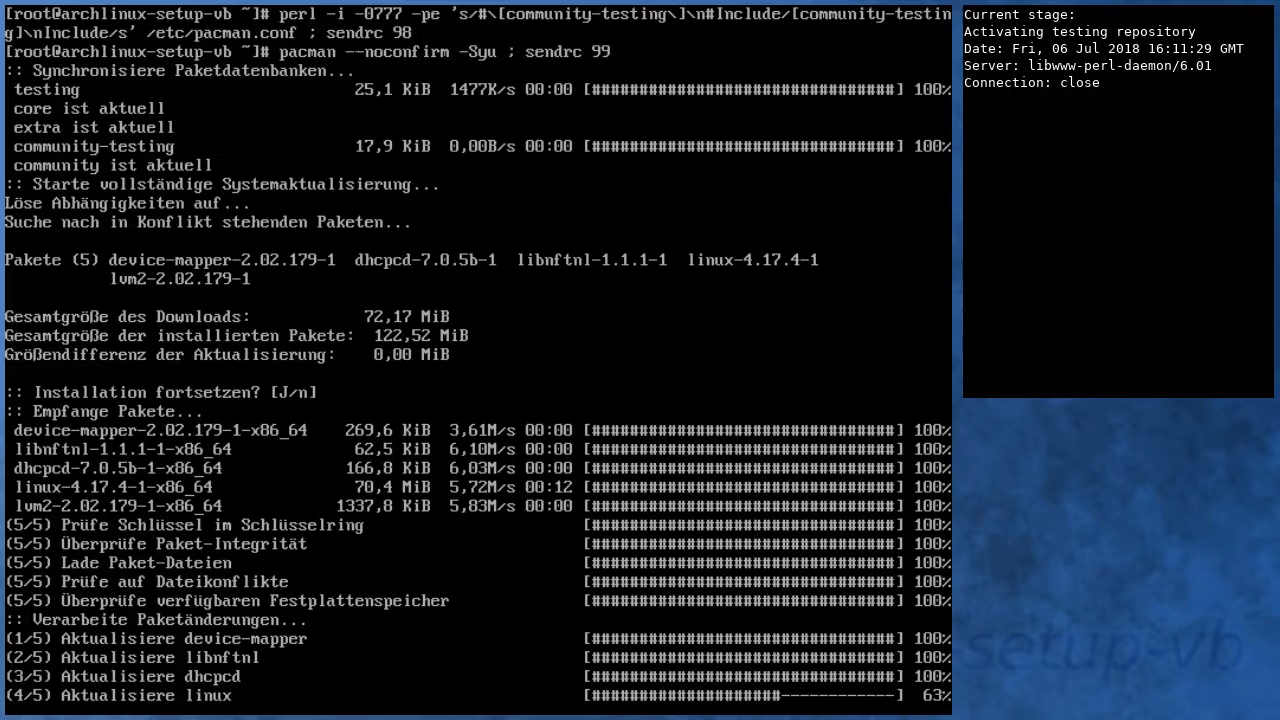 [root@archlinux-setup-vb ~]# perl -i -0777 -pe 's/#\[community-testing\]\n#Include/[community-testin
g]\nInclude/s' /etc/pacman.conf ; sendrc 98
[root@archlinux-setup-vb ~]# pacman --noconfirm -Syu ; sendrc 99
:: Synchronisiere Paketdatenbanken...
testing 25,1 KiB 1477K/s 00:00 [################################] 100%
core ist aktuell
extra ist aktuell
community-testing 17,9 KiB 0,00B/s 00:00 [################################] 100%
community ist aktuell
:: Starte vollständige Systemaktualisierung...
Löse Abhängigkeiten auf...
Suche nach in Konflikt stehenden Paketen...
Pakete (5) device-mapper-2.02.179-1 dhcpcd-7.0.5b-1 libnftnl-1.1.1-1 linux-4.17.4-1
lvm2-2.02.179-1
Gesamtgröße des Downloads: 72,17 MiB
Gesamtgröße der installierten Pakete: 122,52 MiB
Größendifferenz der Aktualisierung: 0,00 MiB
:: Installation fortsetzen? [J/n]
:: Empfange Pakete...
device-mapper-2.02.179-1-x86_64 269,6 KiB 3,61M/s 00:00 [################################] 100%
libnftnl-1.1.1-1-x86_64 62,5 KiB 6,10M/s 00:00 [################################] 100%
dhcpcd-7.0.5b-1-x86_64 166,8 KiB 6,03M/s 00:00 [################################] 100%
linux-4.17.4-1-x86_64 70,4 MiB 5,72M/s 00:12 [################################] 100%
lvm2-2.02.179-1-x86_64 1337,8 KiB 5,83M/s 00:00 [################################] 100%
(5/5) Prüfe Schlüssel im Schlüsselring [################################] 100%
(5/5) Überprüfe Paket-Integrität [################################] 100%
(5/5) Lade Paket-Dateien [################################] 100%
(5/5) Prüfe auf Dateikonflikte [################################] 100%
(5/5) Überprüfe verfügbaren Festplattenspeicher [################################] 100%
:: Verarbeite Paketänderungen...
(1/5) Aktualisiere device-mapper [################################] 100%
(2/5) Aktualisiere libnftnl [################################] 100%
(3/5) Aktualisiere dhcpcd [################################] 100%
(4/5) Aktualisiere linux [####################------------] 63%
Current stage:
Activating testing repository
Date: Fri, 06 Jul 2018 16:11:29 GMT
Server: libwww-perl-daemon/6.01
Connection: close
setup-vb